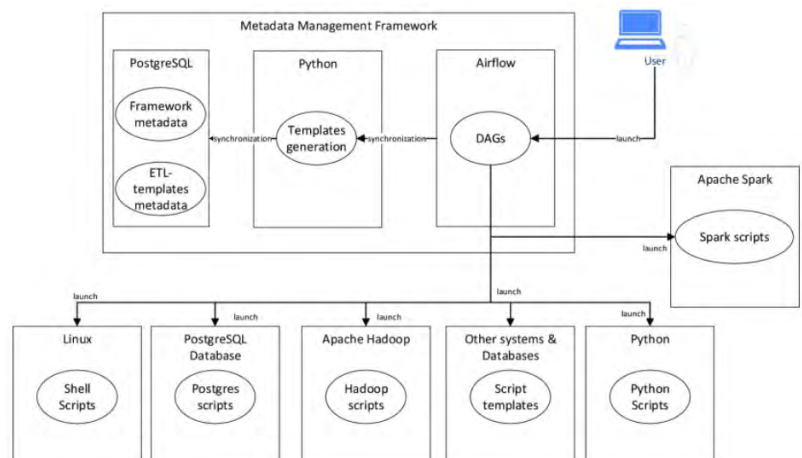 Metadata Management Framework
User
PostgreSQL
Python
Airflow
Framework
metadata
ETL-
templates
metadata
synchronization
Templates
generation
synchronization
DAGs
launch
Apache Spark
Spark scripts
launch
launch
launch
launch
launch
launch
launch
Linux
Shell
Scripts
PostgreSQL
Database
Postgres
scripts
Apache Hadoop
Hadoop
scripts
Other systems &
Databases
Script
templates
Python
Python
Scripts